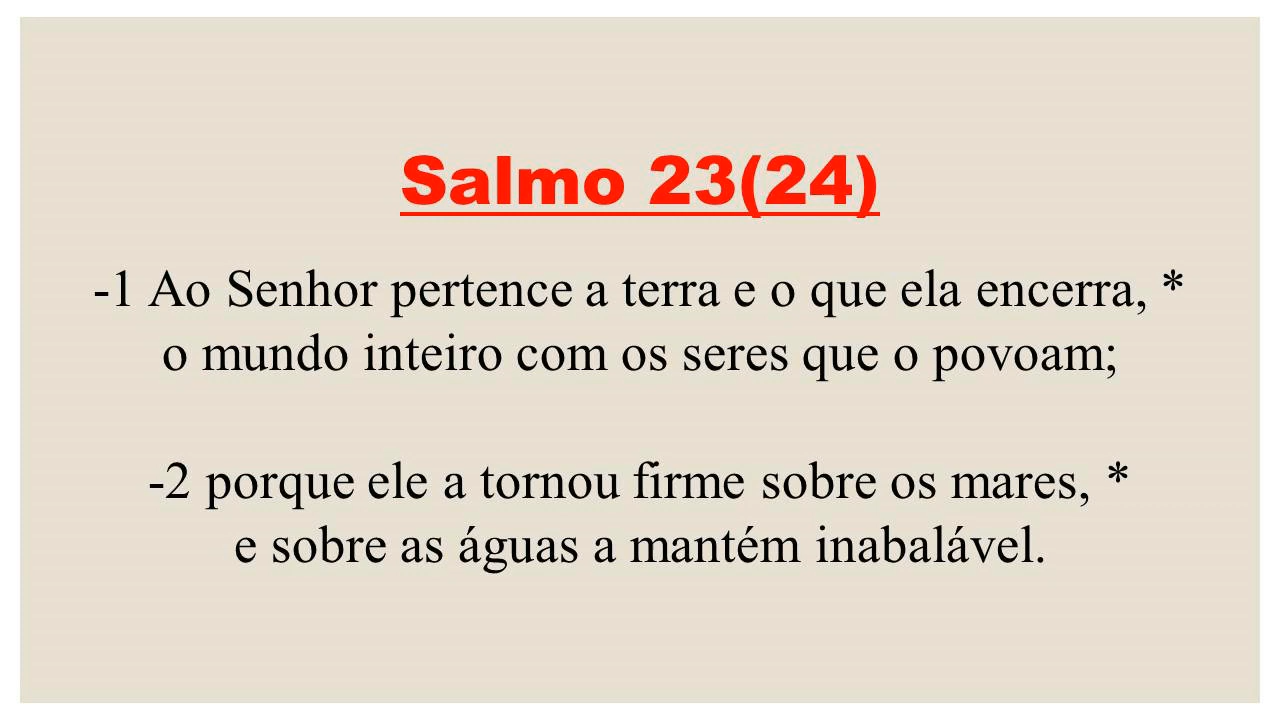 Salmo 23(24)
-1 Ao Senhor pertence a terra e o que ela encerra, *
o mundo inteiro com os seres que o povoam;
-2 porque ele a tornou firme sobre os mares, *
e sobre as águas a mantém inabalável.